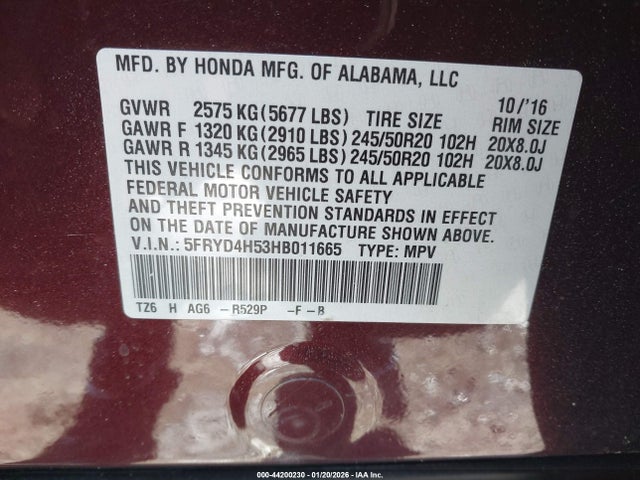 MFD. BY HONDA MFG. OF ALABAMA, LLC
10/'16
GVWR 2575 KG(5677 LBS) TIRE SIZE RIM SIZE
GAWR F 1320 KG(2910 LBS)245/50R20 102H 20X8.0J
GAWR R 1345 KG(2965 LBS)245/50R20 102H 20X8.0J
THIS VEHICLE CONFORMS TO ALL APPLICABLE
FEDERAL MOTOR VEHICLE SAFETY
AND THEFT PREVENTION STANDARDS IN EFFECT
ON THE DATE OF MANUFACTURE SHOWN ABOVE.
V.I.N.: 5FRYD4H53HB011665 TYPE: MPV
TZ6 H AG6 -R529P -F-B
000-44200230 - 01/20/2026 - IAA Inc.